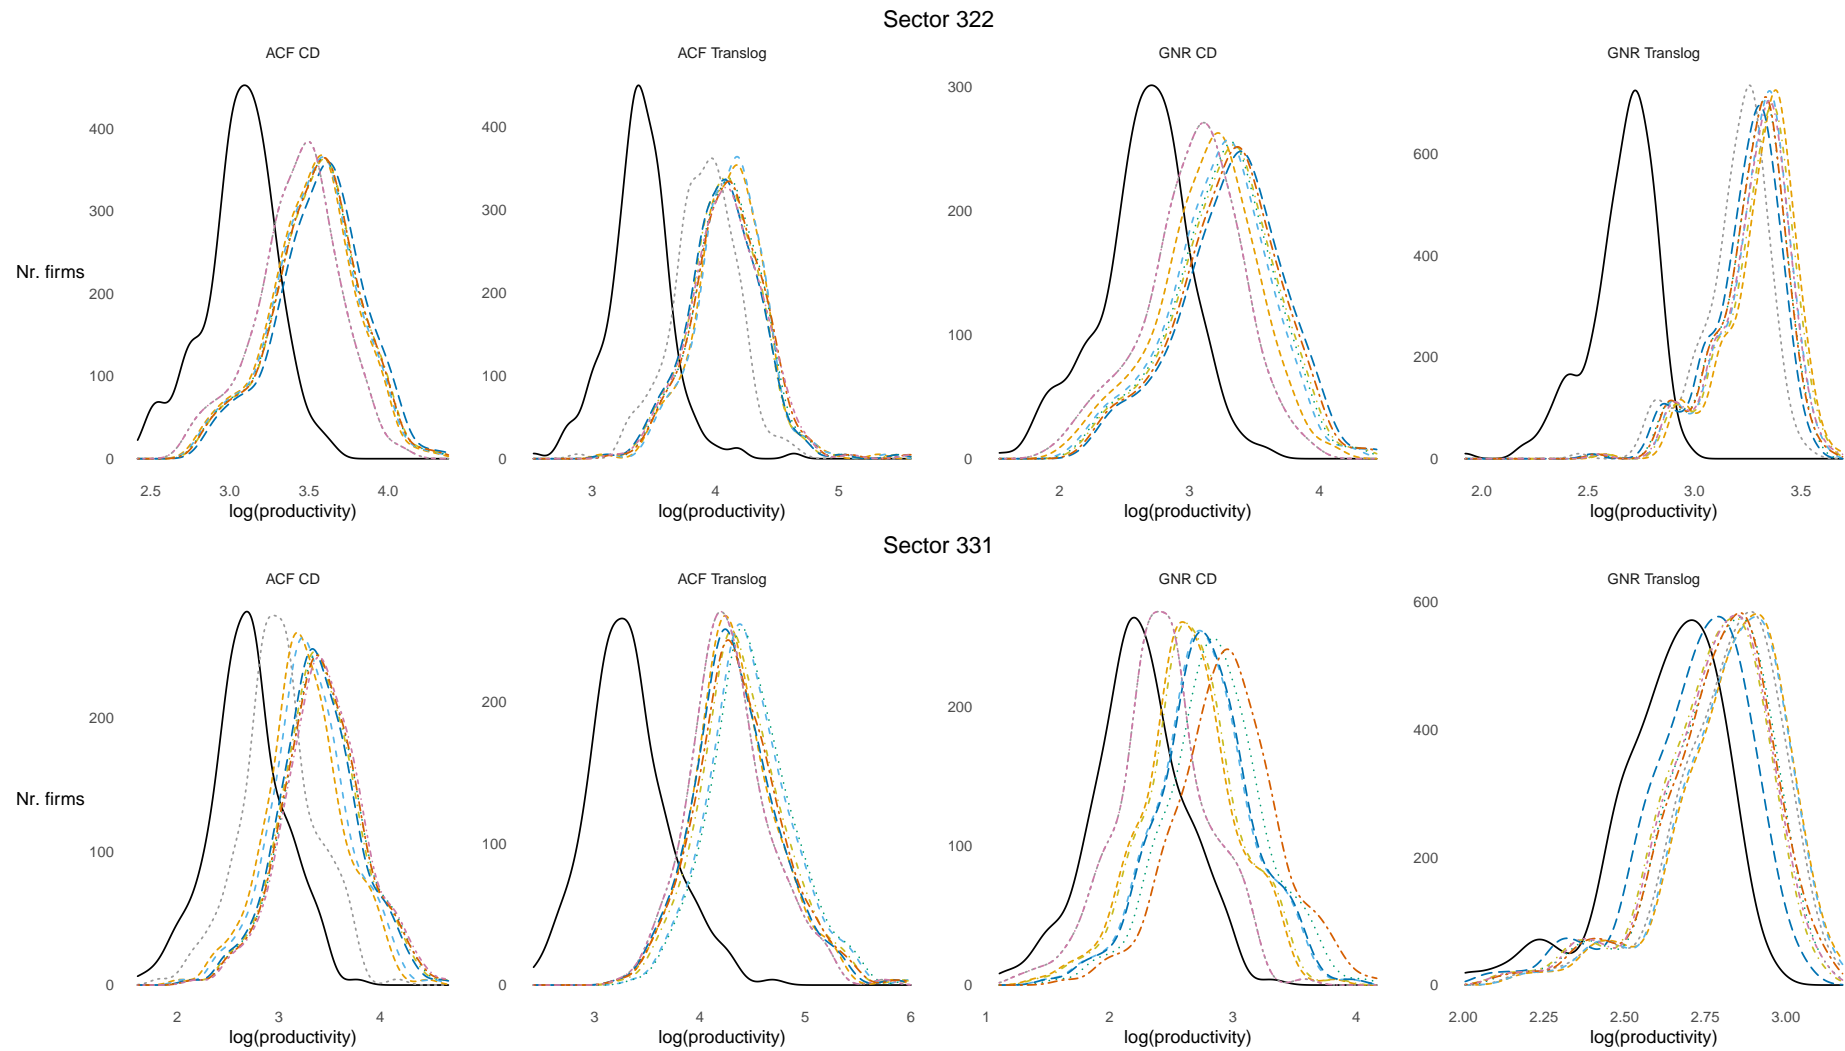 Sector 322
ACF CD
ACF Translog
GNR CD
GNR Translog
Nr. firms
400
300
200
100
0
2.5 3.0 3.5 4.0
log(productivity)
400
300
200
100
0
3 4 5
log(productivity)
300
200
100
0
2 3 4
log(productivity)
600
400
200
0
2.0 2.5 3.0 3.5
log(productivity)
Sector 331
ACF CD
ACF Translog
GNR CD
GNR Translog
Nr. firms
200
100
0
2 3 4
log(productivity)
200
100
0
3 4 5 6
log(productivity)
200
100
0
1 2 3 4
log(productivity)
600
400
200
0
2.00 2.25 2.50 2.75 3.00
log(productivity)